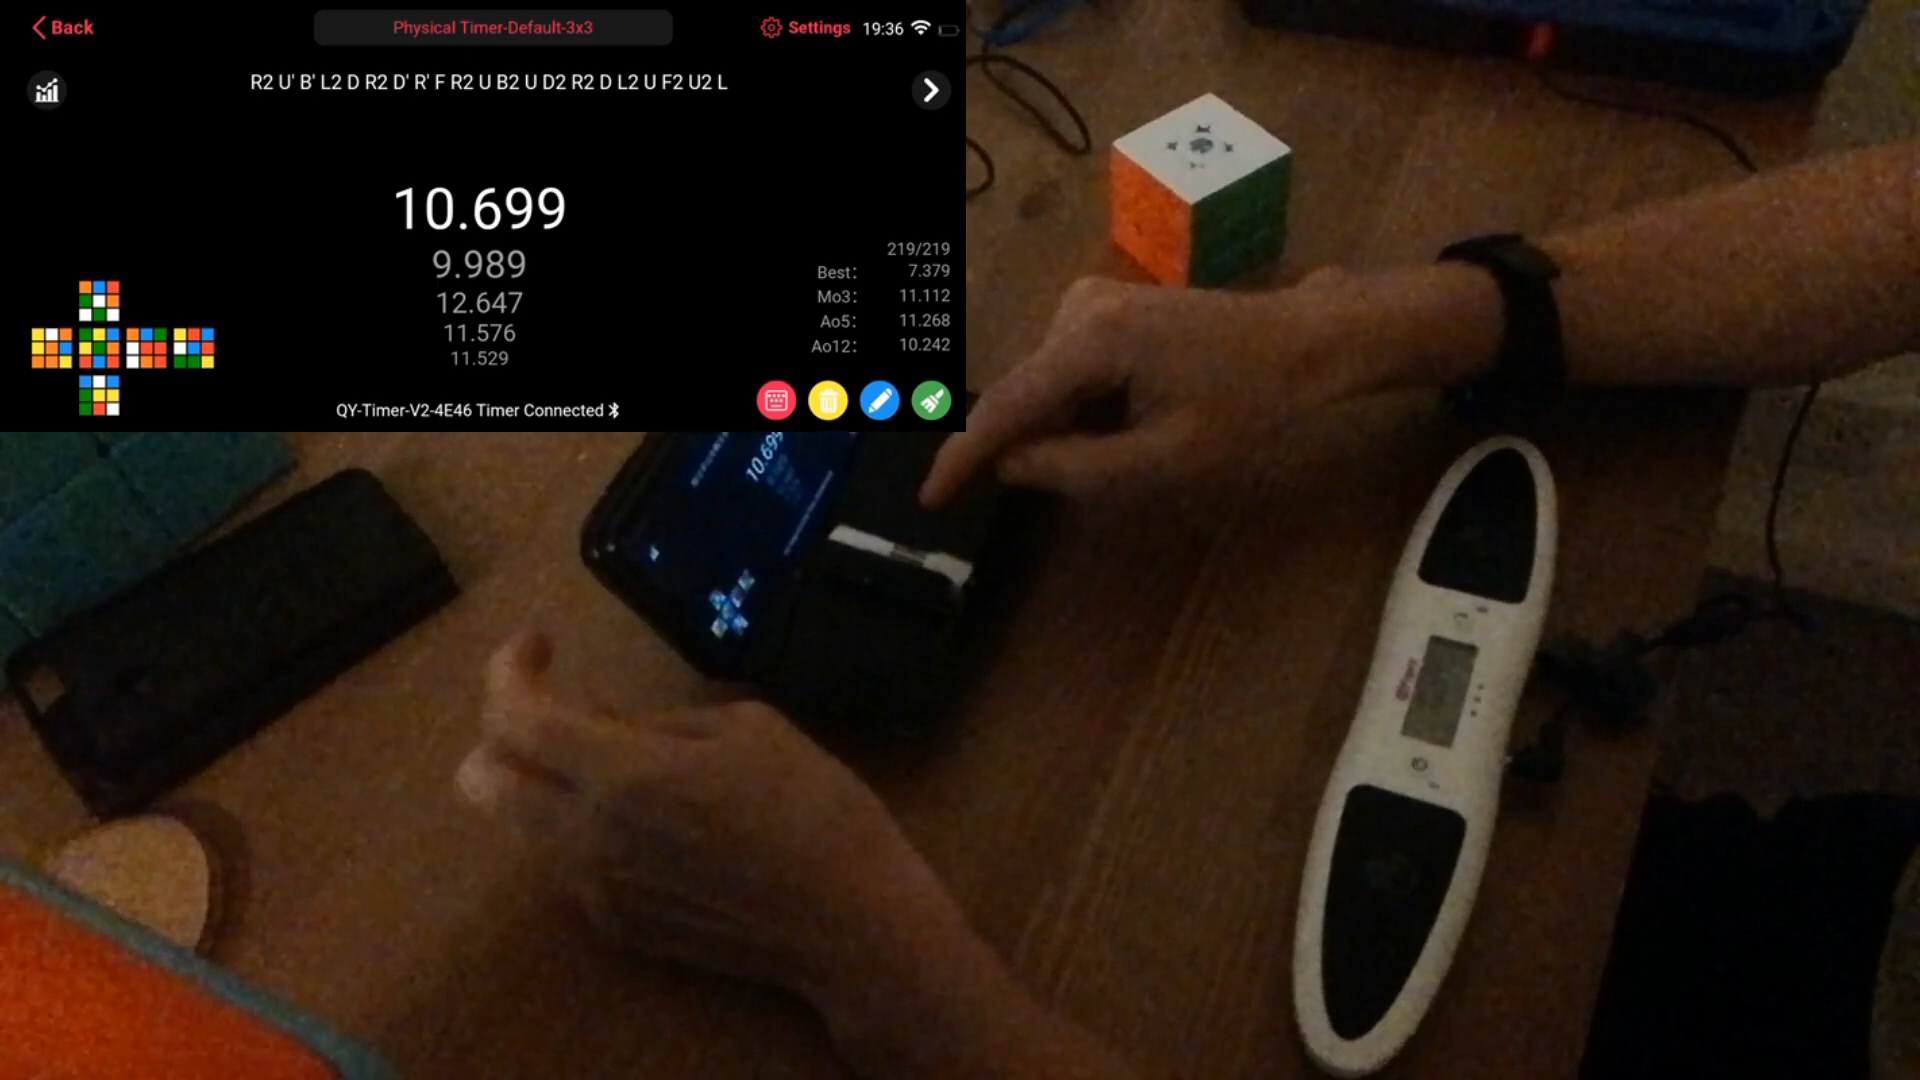 Back
Physical Timer-Default-3x3
Settings
19:36
R2 U' B' L2 D R2 D' R' F R2 U B2 U D2 R2 D L2 U F2 U2 L
10.699
9.989
12.647
11.576
11.529
219/219
Best: 7.379
Mo3: 11.112
Ao5: 11.268
Ao12: 10.242
QY-Timer-V2-4E46 Timer Connected
10.699